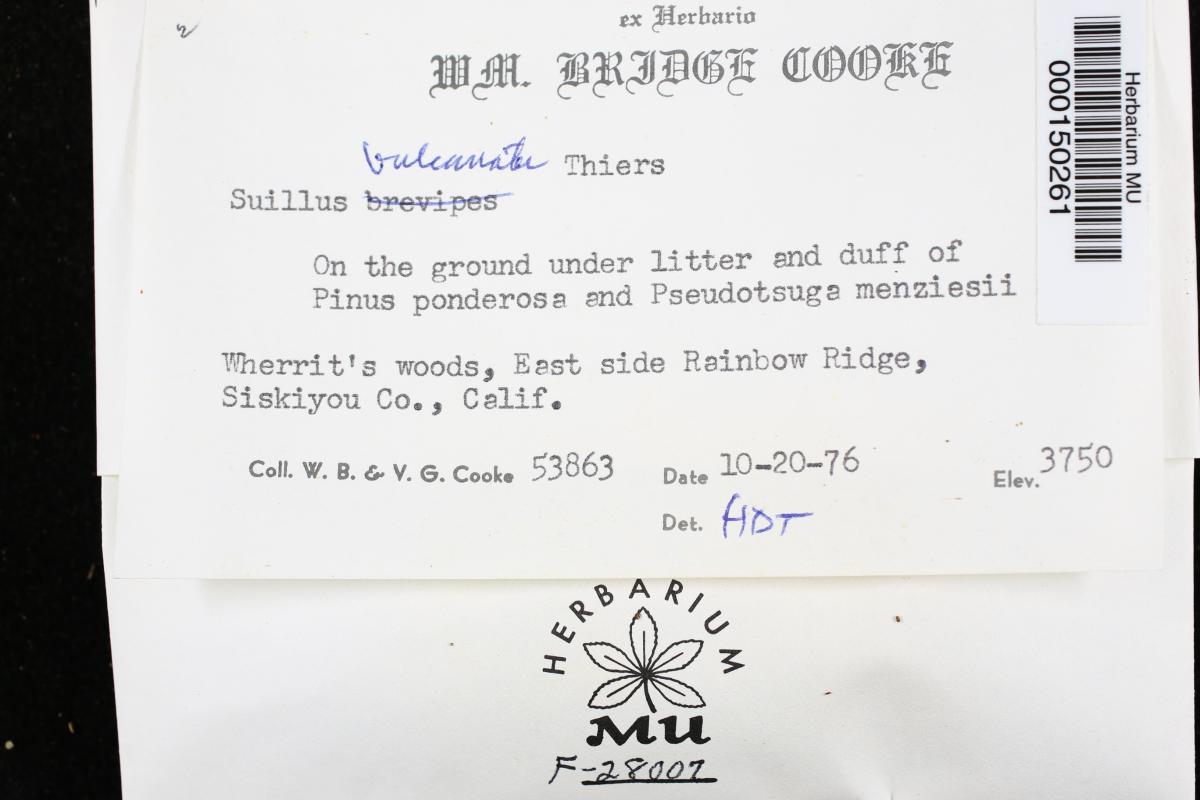 2
ex Herbario
WM. BRIDGE COOKE
vulcanatu Thiers
Suillus brevipes
On the ground under litter and duff of
Pinus ponderosa and Pseudotsuga menziesii
Wherrit's woods, East side Rainbow Ridge,
Siskiyou Co., Calif.
Coll. W. B. & V. G. Cooke 53863 Date 10-20-76 Elev. 3750
Det. HDT
Herbarium MU
000150261
HERBARIUM
MU
F-28007